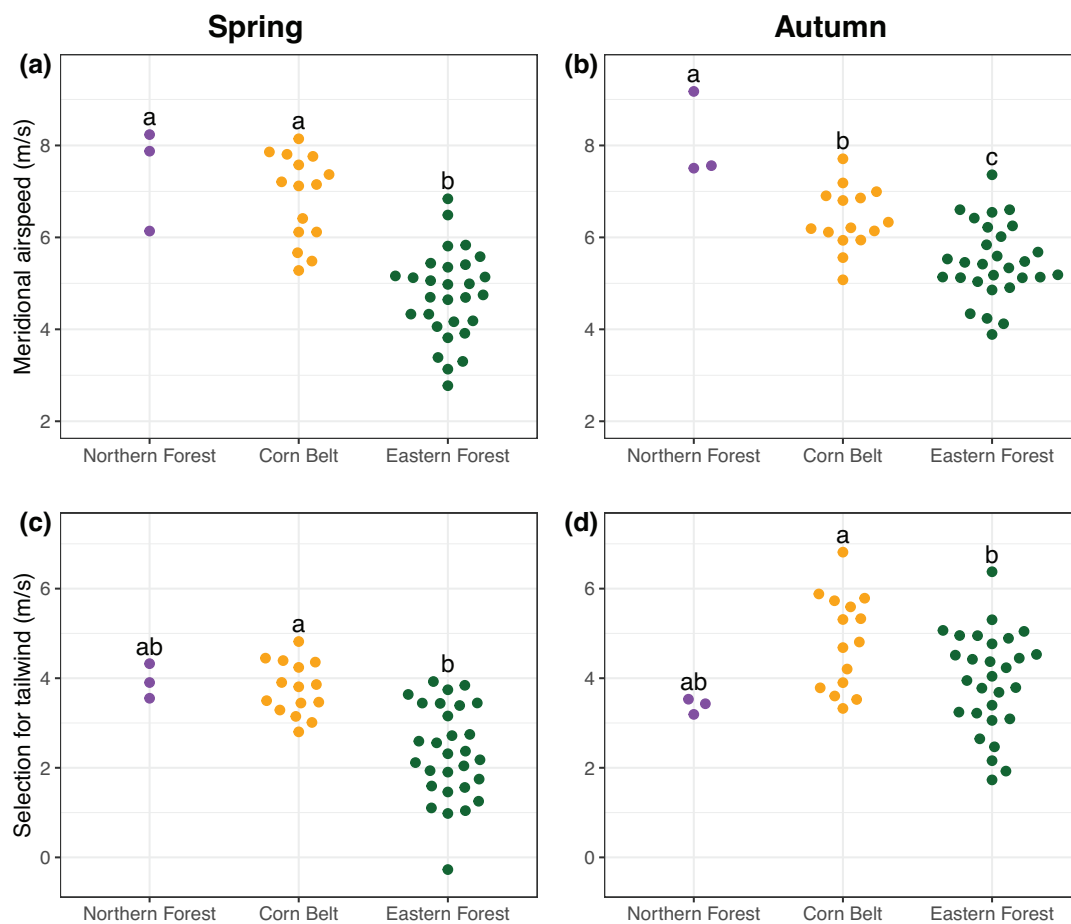 Spring
Autumn
(a)
(b)
Meridional airspeed (m/s)
8
6
4
2
a
a
b
Northern Forest
Corn Belt
Eastern Forest
8
6
4
2
a
b
c
Northern Forest
Corn Belt
Eastern Forest
(c)
(d)
Selection for tailwind (m/s)
6
4
2
0
ab
a
b
Northern Forest
Corn Belt
Eastern Forest
6
4
2
0
ab
a
b
Northern Forest
Corn Belt
Eastern Forest